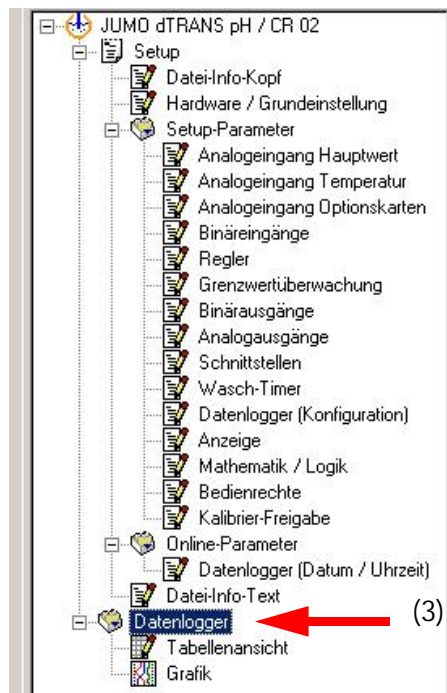 JUMO dTRANS pH / CR 02
Setup
Datei-Info-Kopf
Hardware / Grundeinstellung
Setup-Parameter
Analogeingang Hauptwert
Analogeingang Temperatur
Analogeingang Optionskarten
Binäreingänge
Regler
Grenzwertüberwachung
Binärausgänge
Analogausgänge
Schnittstellen
Wasch-Timer
Datenlogger (Konfiguration)
Anzeige
Mathematik / Logik
Bedienrechte
Kalibrier-Freigabe
Online-Parameter
Datenlogger (Datum / Uhrzeit)
Datei-Info-Text
Datenlogger (3)
Tabellenansicht
Grafik